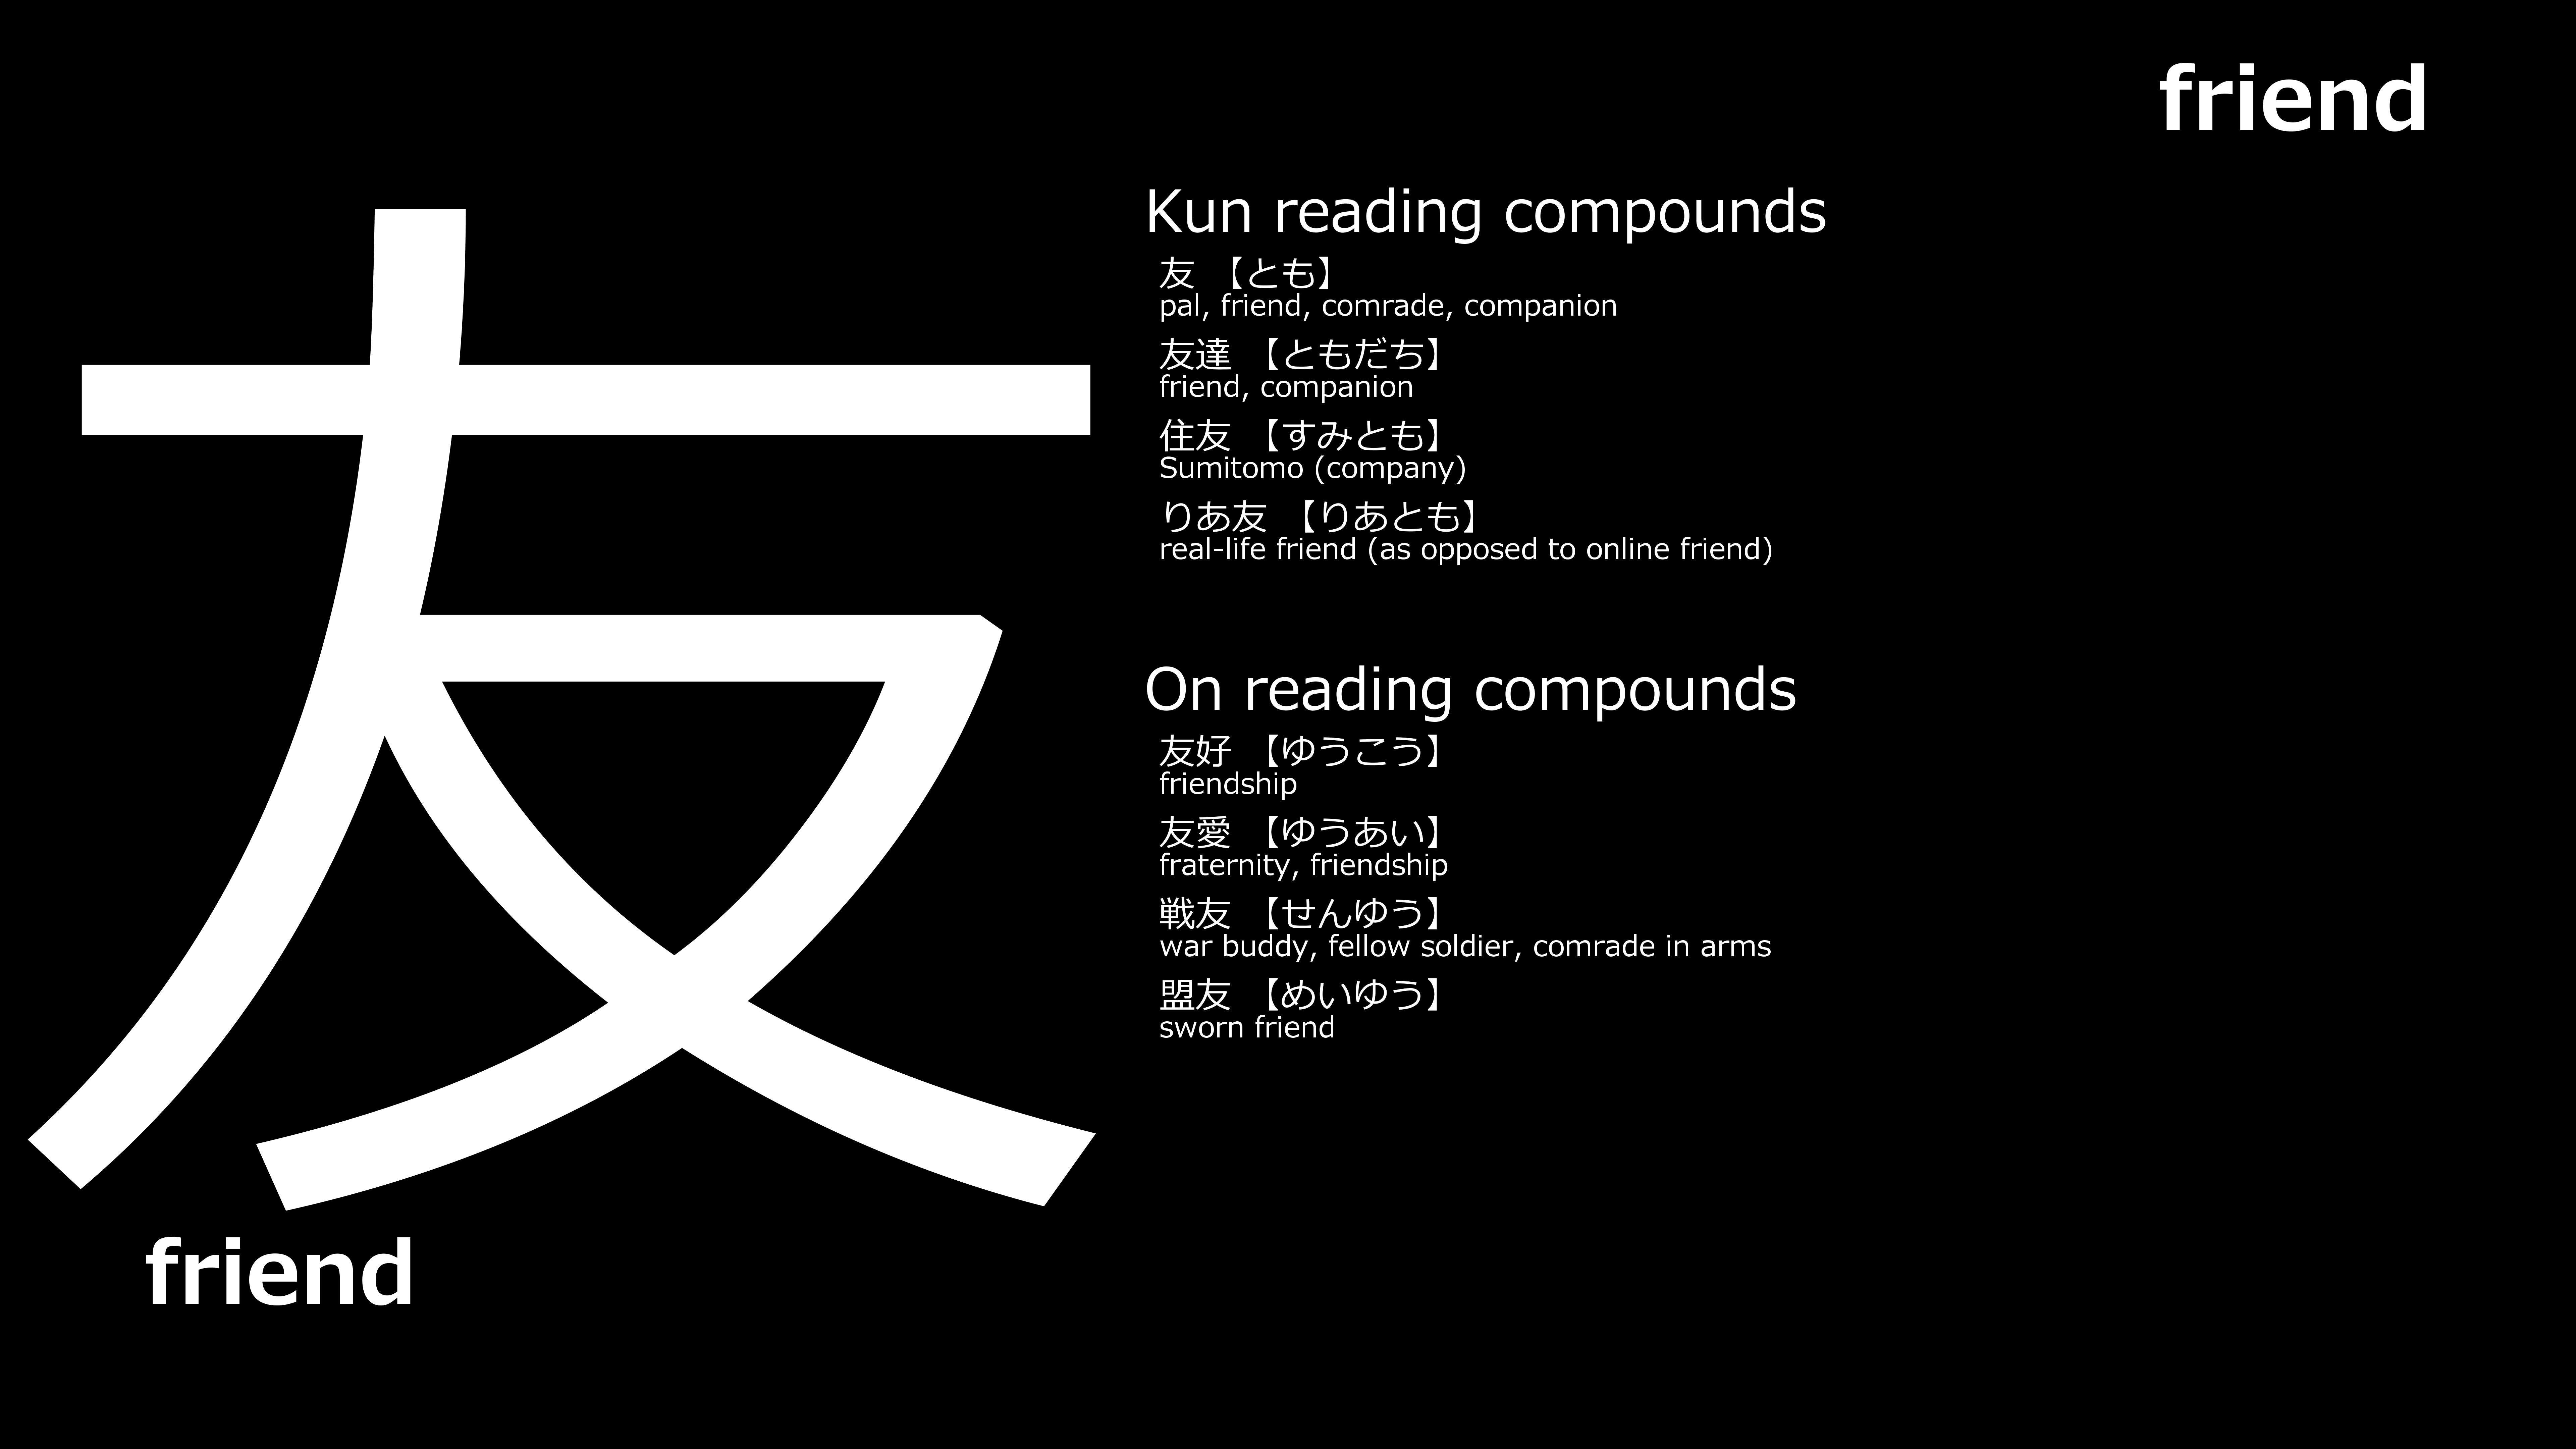 friend
友
friend
Kun reading compounds
友 【とも】
pal, friend, comrade, companion
友達 【ともだち】
friend, companion
住友 【すみとも】
Sumitomo (company)
りあ友 【りあとも】
real-life friend (as opposed to online friend)
On reading compounds
友好 【ゆうこう】
friendship
友愛 【ゆうあい】
fraternity, friendship
戦友 【せんゆう】
war buddy, fellow soldier, comrade in arms
盟友 【めいゆう】
sworn friend